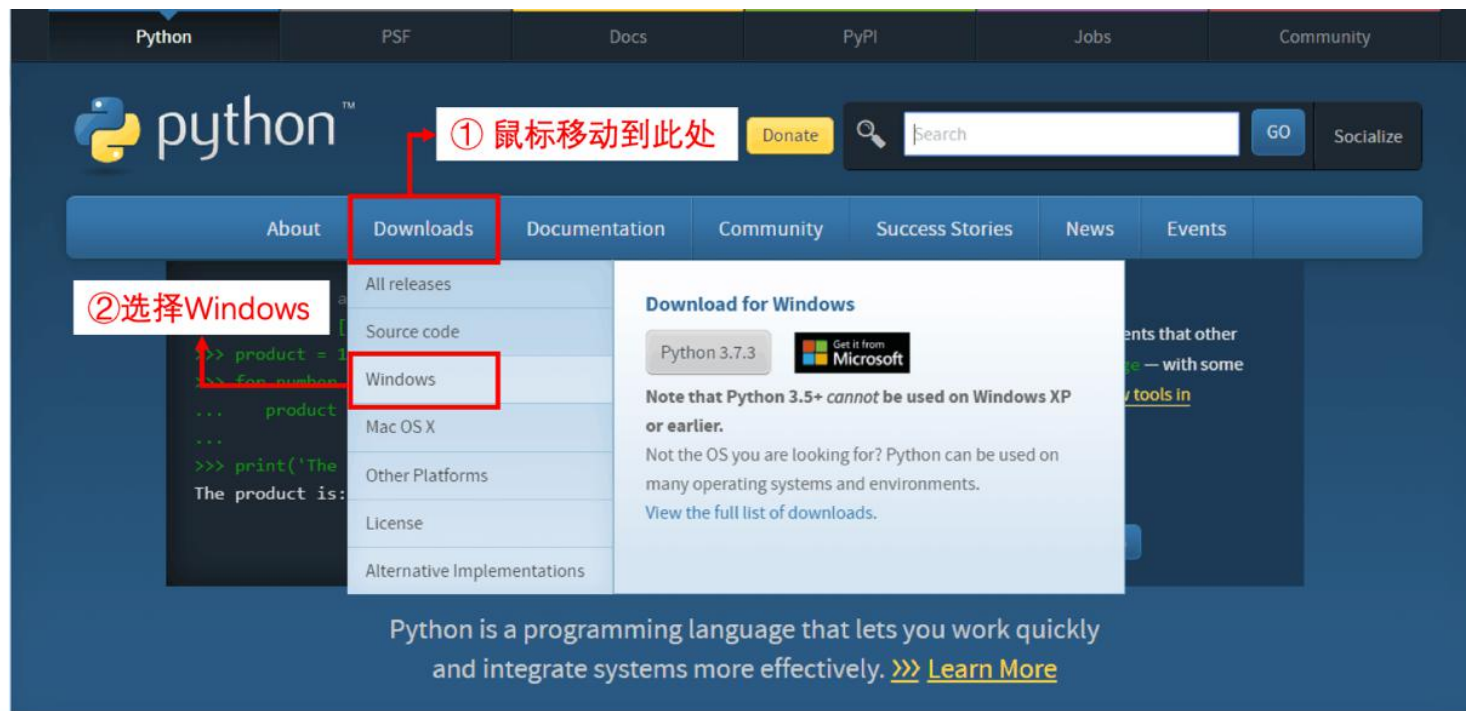 Python PSF Docs PyPI Jobs Community
python™
① 鼠标移动到此处
Donate
Search
GO
Socialize
About Downloads Documentation Community Success Stories News Events
②选择Windows
>>> product = 1
>>> for number
... product
...
>>> print('The
The product is:
All releases
Source code
Windows
Mac OS X
Other Platforms
License
Alternative Implementations
Download for Windows
Python 3.7.3
Get it from
Microsoft
Note that Python 3.5+ cannot be used on Windows XP
or earlier.
Not the OS you are looking for? Python can be used on
many operating systems and environments.
View the full list of downloads.
that other
— with some
tools in
Python is a programming language that lets you work quickly
and integrate systems more effectively. >>> Learn More